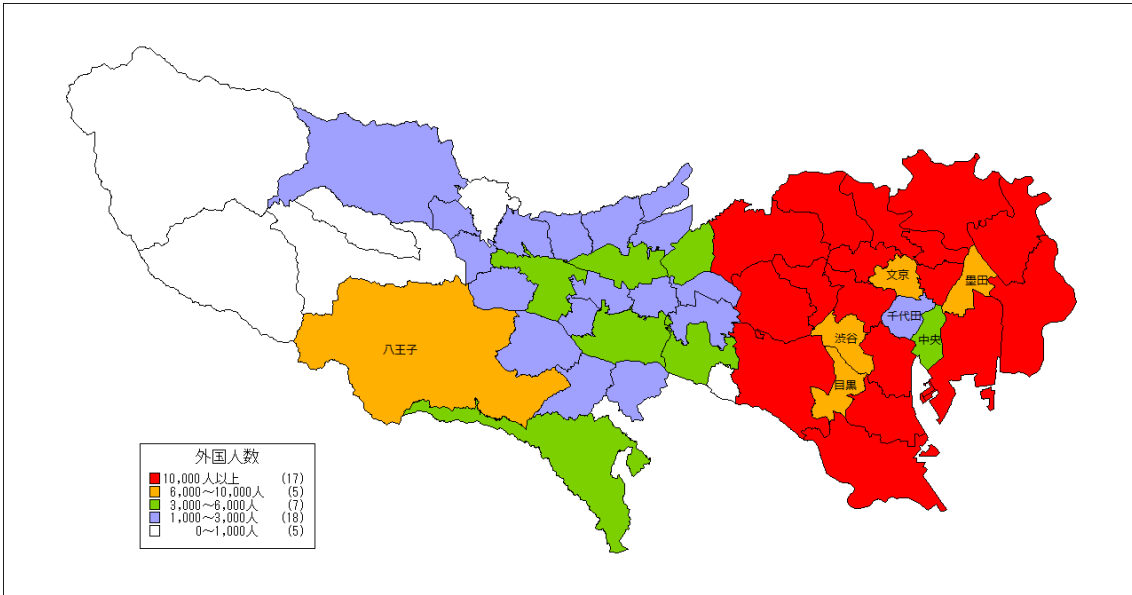 文京
墨田
千代田
渋谷
中央
八王子
目黒
外国人数
10,000人以上 (17)
6,000～10,000人 (5)
3,000～6,000人 (7)
1,000～3,000人 (18)
0～1,000人 (5)